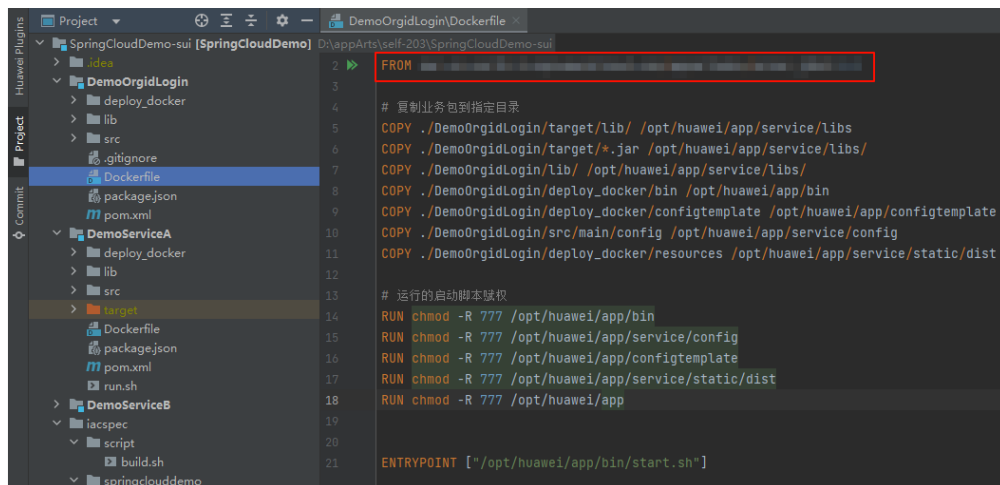 Project
DemoOrgidLogin\Dockerfile
Huawei Plugins
Project
Commit
SpringCloudDemo-sui [SpringCloudDemo] D:\appArts\self-203\SpringCloudDemo-sui
.idea
DemoOrgidLogin
deploy_docker
lib
src
.gitignore
Dockerfile
package.json
pom.xml
DemoServiceA
deploy_docker
lib
src
target
Dockerfile
package.json
pom.xml
run.sh
DemoServiceB
iacspec
script
build.sh
springclouddemo
2 FROM
3
4 # 复制业务包到指定目录
5 COPY ./DemoOrgidLogin/target/lib/ /opt/huawei/app/service/libs
6 COPY ./DemoOrgidLogin/target/*.jar /opt/huawei/app/service/libs/
7 COPY ./DemoOrgidLogin/lib/ /opt/huawei/app/service/libs/
8 COPY ./DemoOrgidLogin/deploy_docker/bin /opt/huawei/app/bin
9 COPY ./DemoOrgidLogin/deploy_docker/configtemplate /opt/huawei/app/configtemplate
10 COPY ./DemoOrgidLogin/src/main/config /opt/huawei/app/service/config
11 COPY ./DemoOrgidLogin/deploy_docker/resources /opt/huawei/app/service/static/dist
12
13 # 运行的启动脚本赋权
14 RUN chmod -R 777 /opt/huawei/app/bin
15 RUN chmod -R 777 /opt/huawei/app/service/config
16 RUN chmod -R 777 /opt/huawei/app/configtemplate
17 RUN chmod -R 777 /opt/huawei/app/service/static/dist
18 RUN chmod -R 777 /opt/huawei/app
19
20
21 ENTRYPOINT ["/opt/huawei/app/bin/start.sh"]